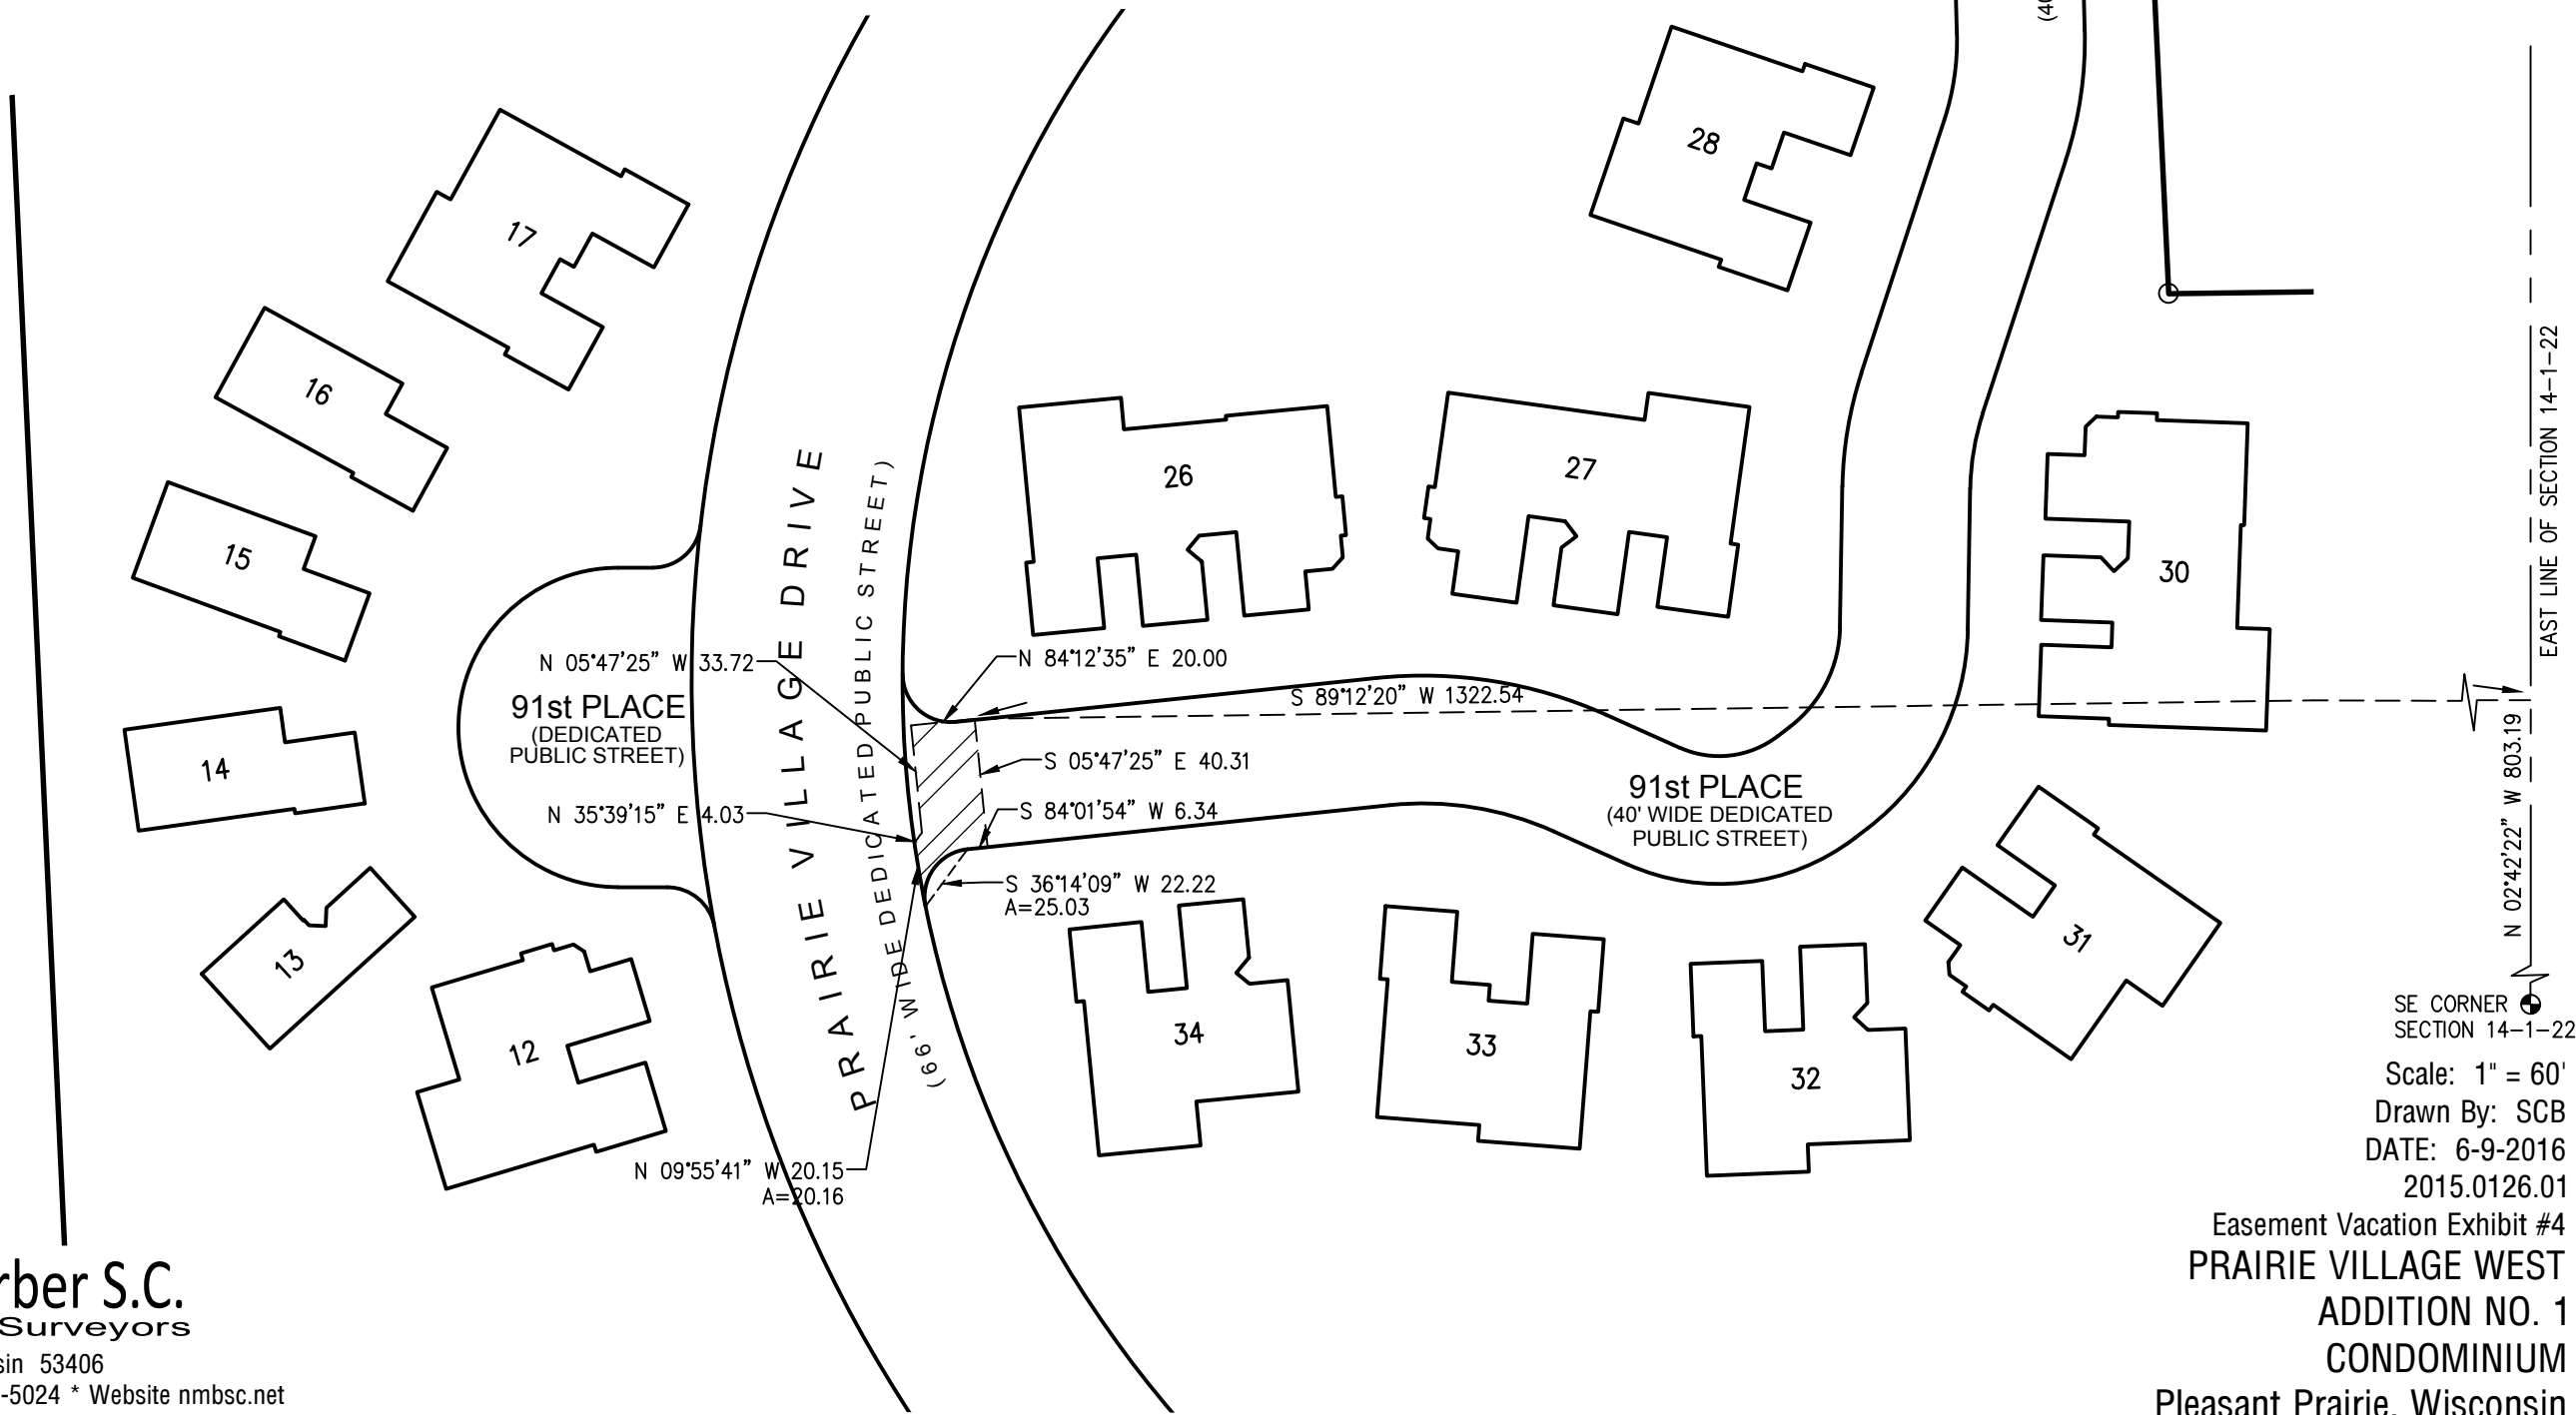 (40
28
17
EAST LINE OF SECTION 14-1-22
16
26
27
15
30
PRAIRIE VILLAGE DRIVE
(66' WIDE DEDICATED PUBLIC STREET)
N 05°47'25" W 33.72
N 84°12'35" E 20.00
S 89°12'20" W 1322.54
91st PLACE
(DEDICATED
PUBLIC STREET)
14
S 05°47'25" E 40.31
91st PLACE
(40' WIDE DEDICATED
PUBLIC STREET)
N 35°39'15" E 4.03
S 84°01'54" W 6.34
N 02°42'22" W 803.19
S 36°14'09" W 22.22
A=25.03
13
12
34
33
32
31
SE CORNER
SECTION 14-1-22
N 09°55'41" W 20.15
A=20.16
Scale: 1" = 60'
Drawn By: SCB
DATE: 6-9-2016
2015.0126.01
Easement Vacation Exhibit #4
PRAIRIE VILLAGE WEST
ADDITION NO. 1
CONDOMINIUM
Pleasant Prairie, Wisconsin
rber S.C.
Surveyors
sin 53406
-5024 * Website nmbsc.net